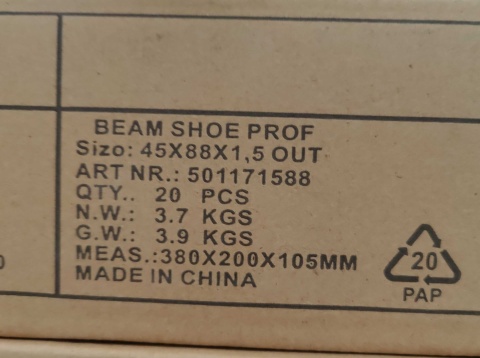 BEAM SHOE PROF
Sizo: 45X88X1,5 OUT
ART NR.: 501171588
QTY.. 20 PCS
N.W.: 3.7 KGS
G.W.: 3.9 KGS
MEAS.:380X200X105MM
MADE IN CHINA
20
PAP